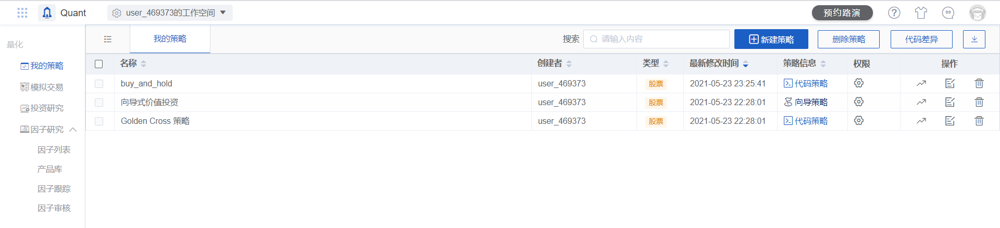 Quant user_469373的工作空间 预约路演
量化
我的策略
模拟交易
投资研究
因子研究
因子列表
产品库
因子跟踪
因子审核
我的策略 搜索 请输入内容 新建策略 删除策略 代码差异
名称 创建者 类型 最新修改时间 策略信息 权限 操作
buy_and_hold user_469373 股票 2021-05-23 23:25:41 代码策略
向导式价值投资 user_469373 股票 2021-05-23 22:28:01 向导策略
Golden Cross 策略 user_469373 股票 2021-05-23 22:28:01 代码策略